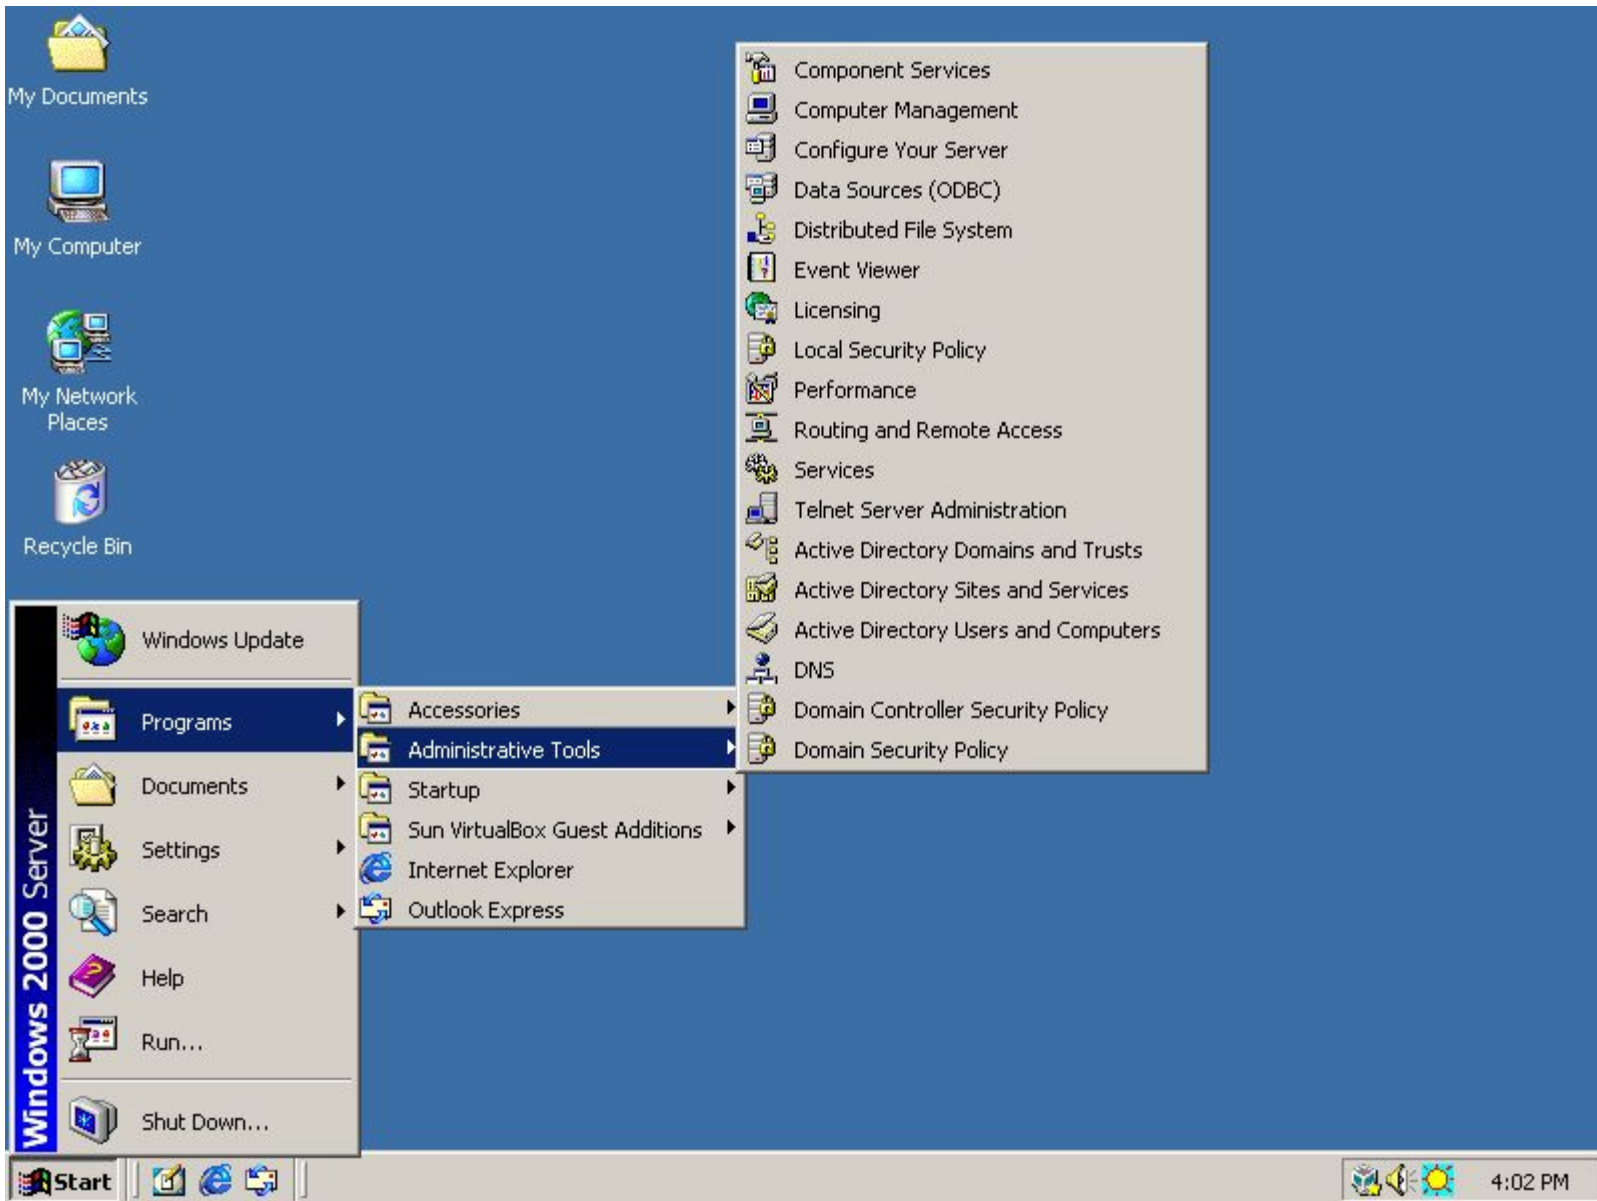 My Documents
My Computer
My Network
Places
Recycle Bin
Windows 2000 Server
Windows Update
Programs
Documents
Settings
Search
Help
Run...
Shut Down...
Accessories
Administrative Tools
Startup
Sun VirtualBox Guest Additions
Internet Explorer
Outlook Express
Component Services
Computer Management
Configure Your Server
Data Sources (ODBC)
Distributed File System
Event Viewer
Licensing
Local Security Policy
Performance
Routing and Remote Access
Services
Telnet Server Administration
Active Directory Domains and Trusts
Active Directory Sites and Services
Active Directory Users and Computers
DNS
Domain Controller Security Policy
Domain Security Policy
Start
4:02 PM